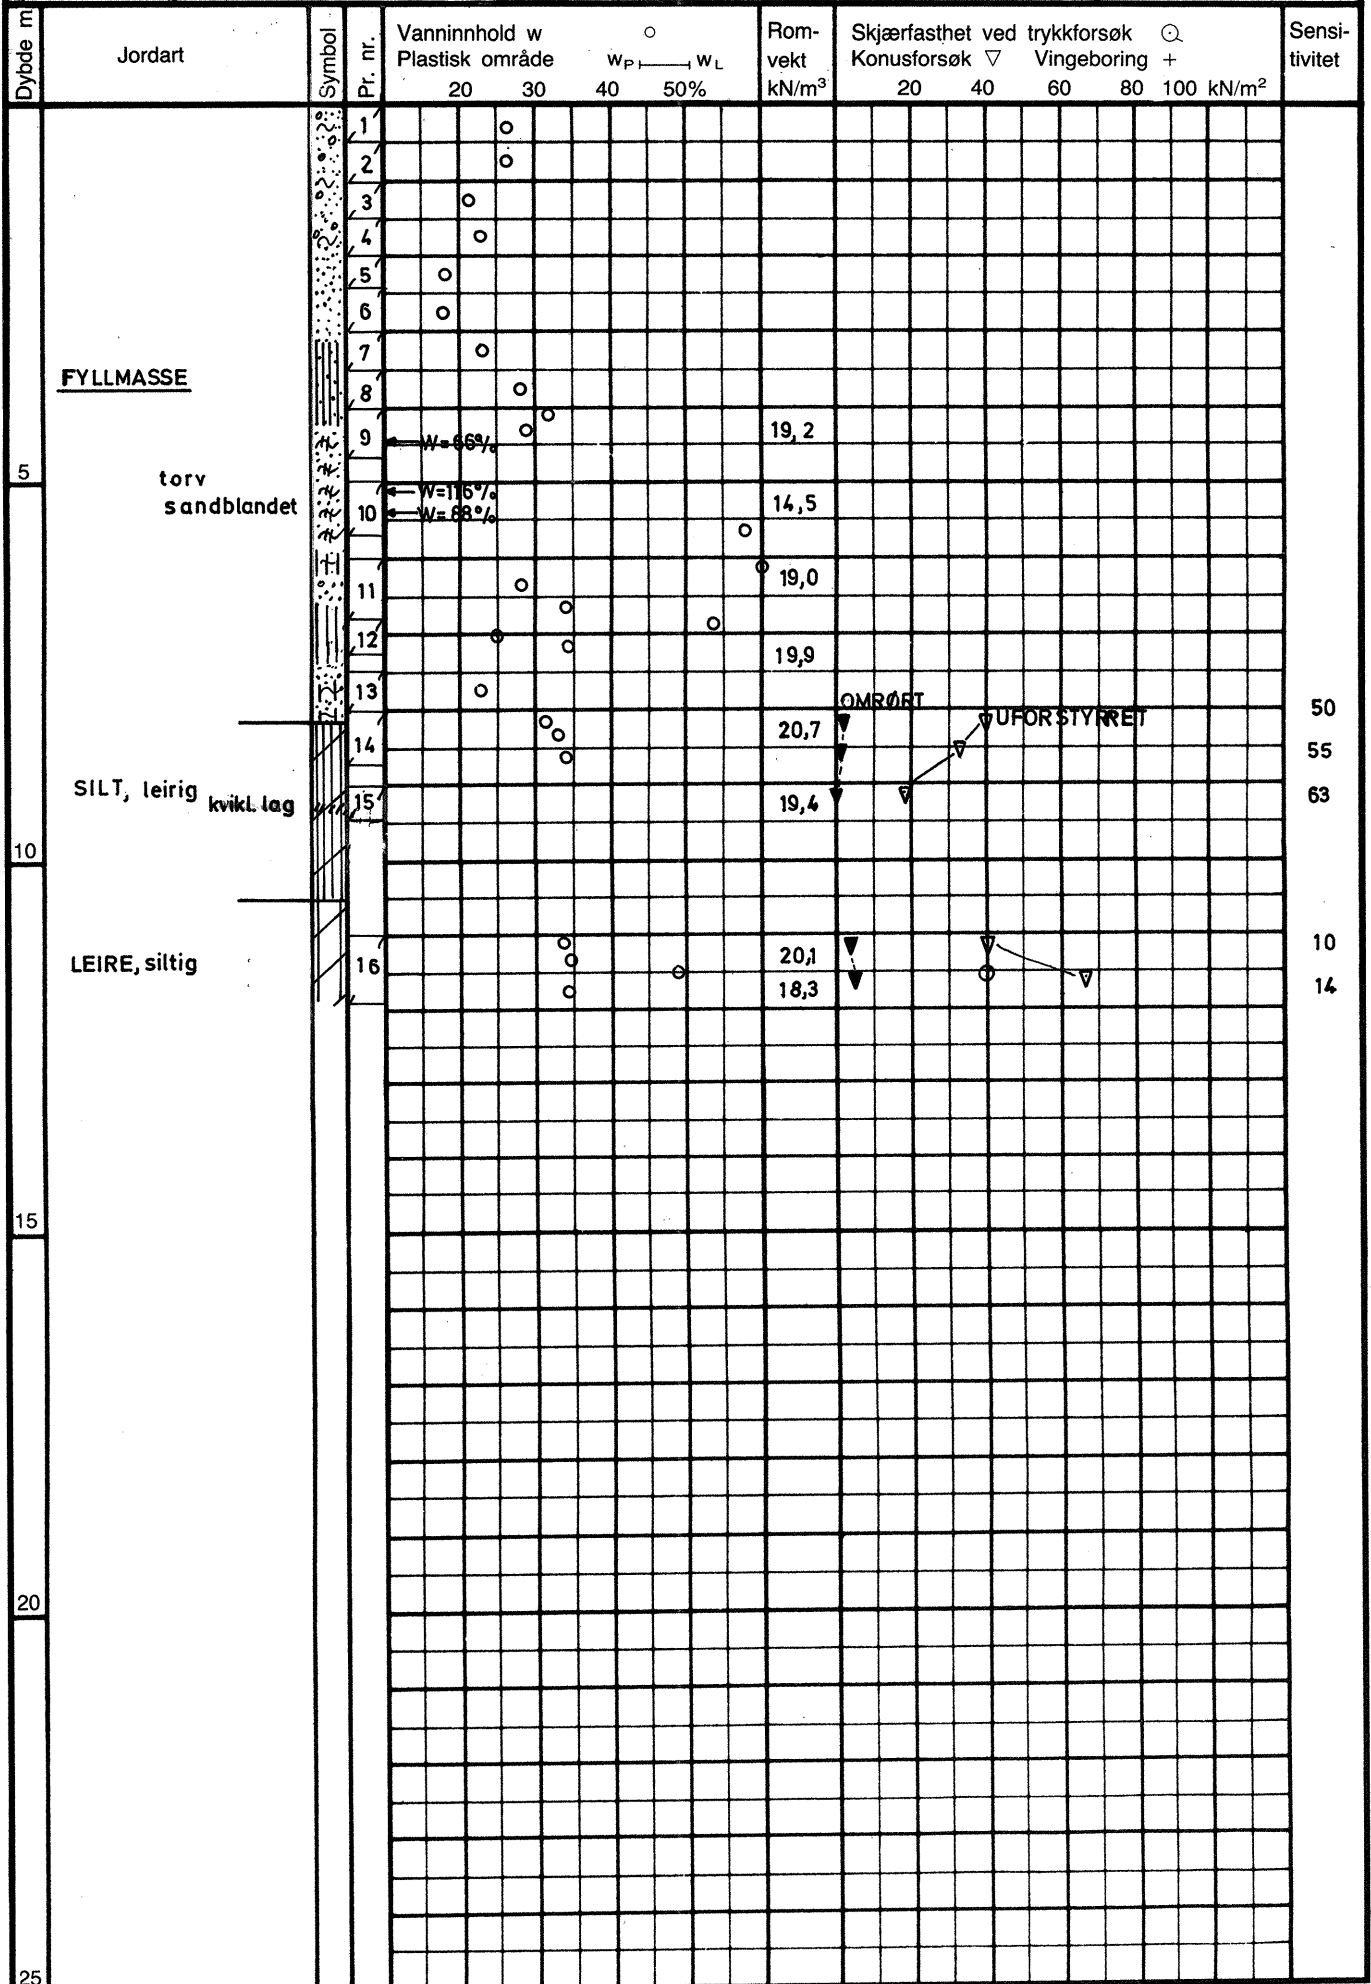 Dybde m
Jordart
Symbol
Pr. nr.
Vanninnhold w
Plastisk område wP wL
20 30 40 50%
Rom-
vekt
kN/m³
Skjærfasthet ved trykkforsøk
Konusforsøk ▽ Vingeboring +
20 40 60 80 100 kN/m²
Sensi-
tivitet
1
2
3
4
5
6
7
FYLLMASSE
8
9 W=66% 19,2
5
torv
W=116%
sandblandet
10 14,5
W=88%
11 19,0
12 19,9
13
OMRØRT
UFORSTYRRET
50
14 20,7
55
SILT, leirig kvikl. lag
15 19,4
63
10
10
LEIRE, siltig
16 20,1
18,3
14
15
20
25